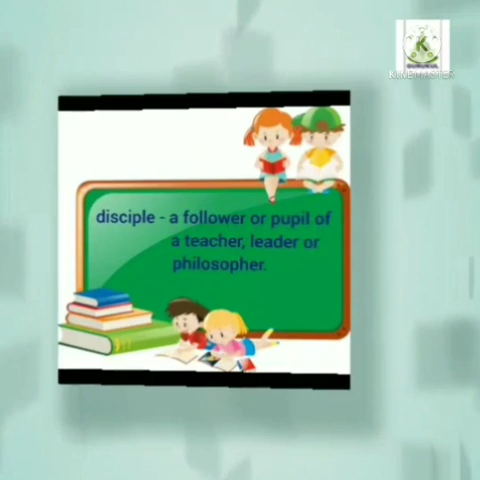 K
KINEMASTER
disciple - a follower or pupil of
a teacher, leader or
philosopher.